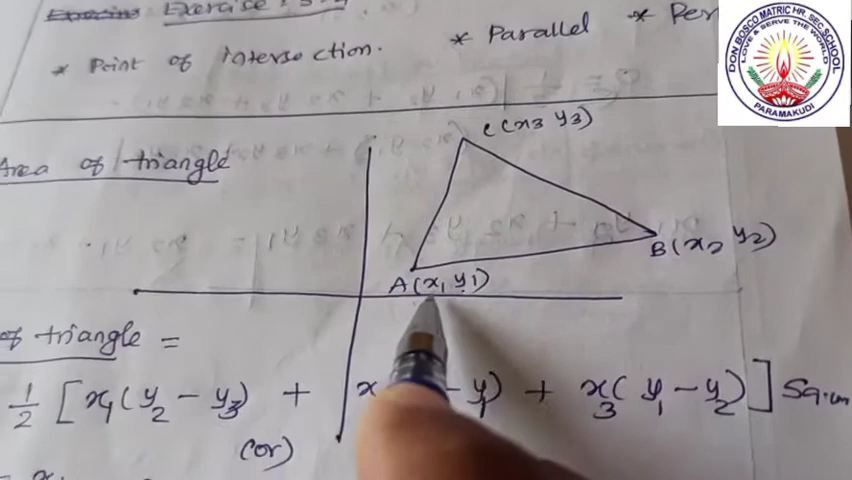 Exercise:
* Point of intersection. * Parallel * Per
Area of triangle
C(x3 y3)
B(x2 y2)
A(x1 y1)
of triangle =
1/2 [x1(y2 - y3) + x - y1) + x3(y1 - y2)] Sq.un
(or)
DON BOSCO MATRIC HR. SEC SCHOOL
LOVE & SERVE THE WORLD
PARAMAKUDI